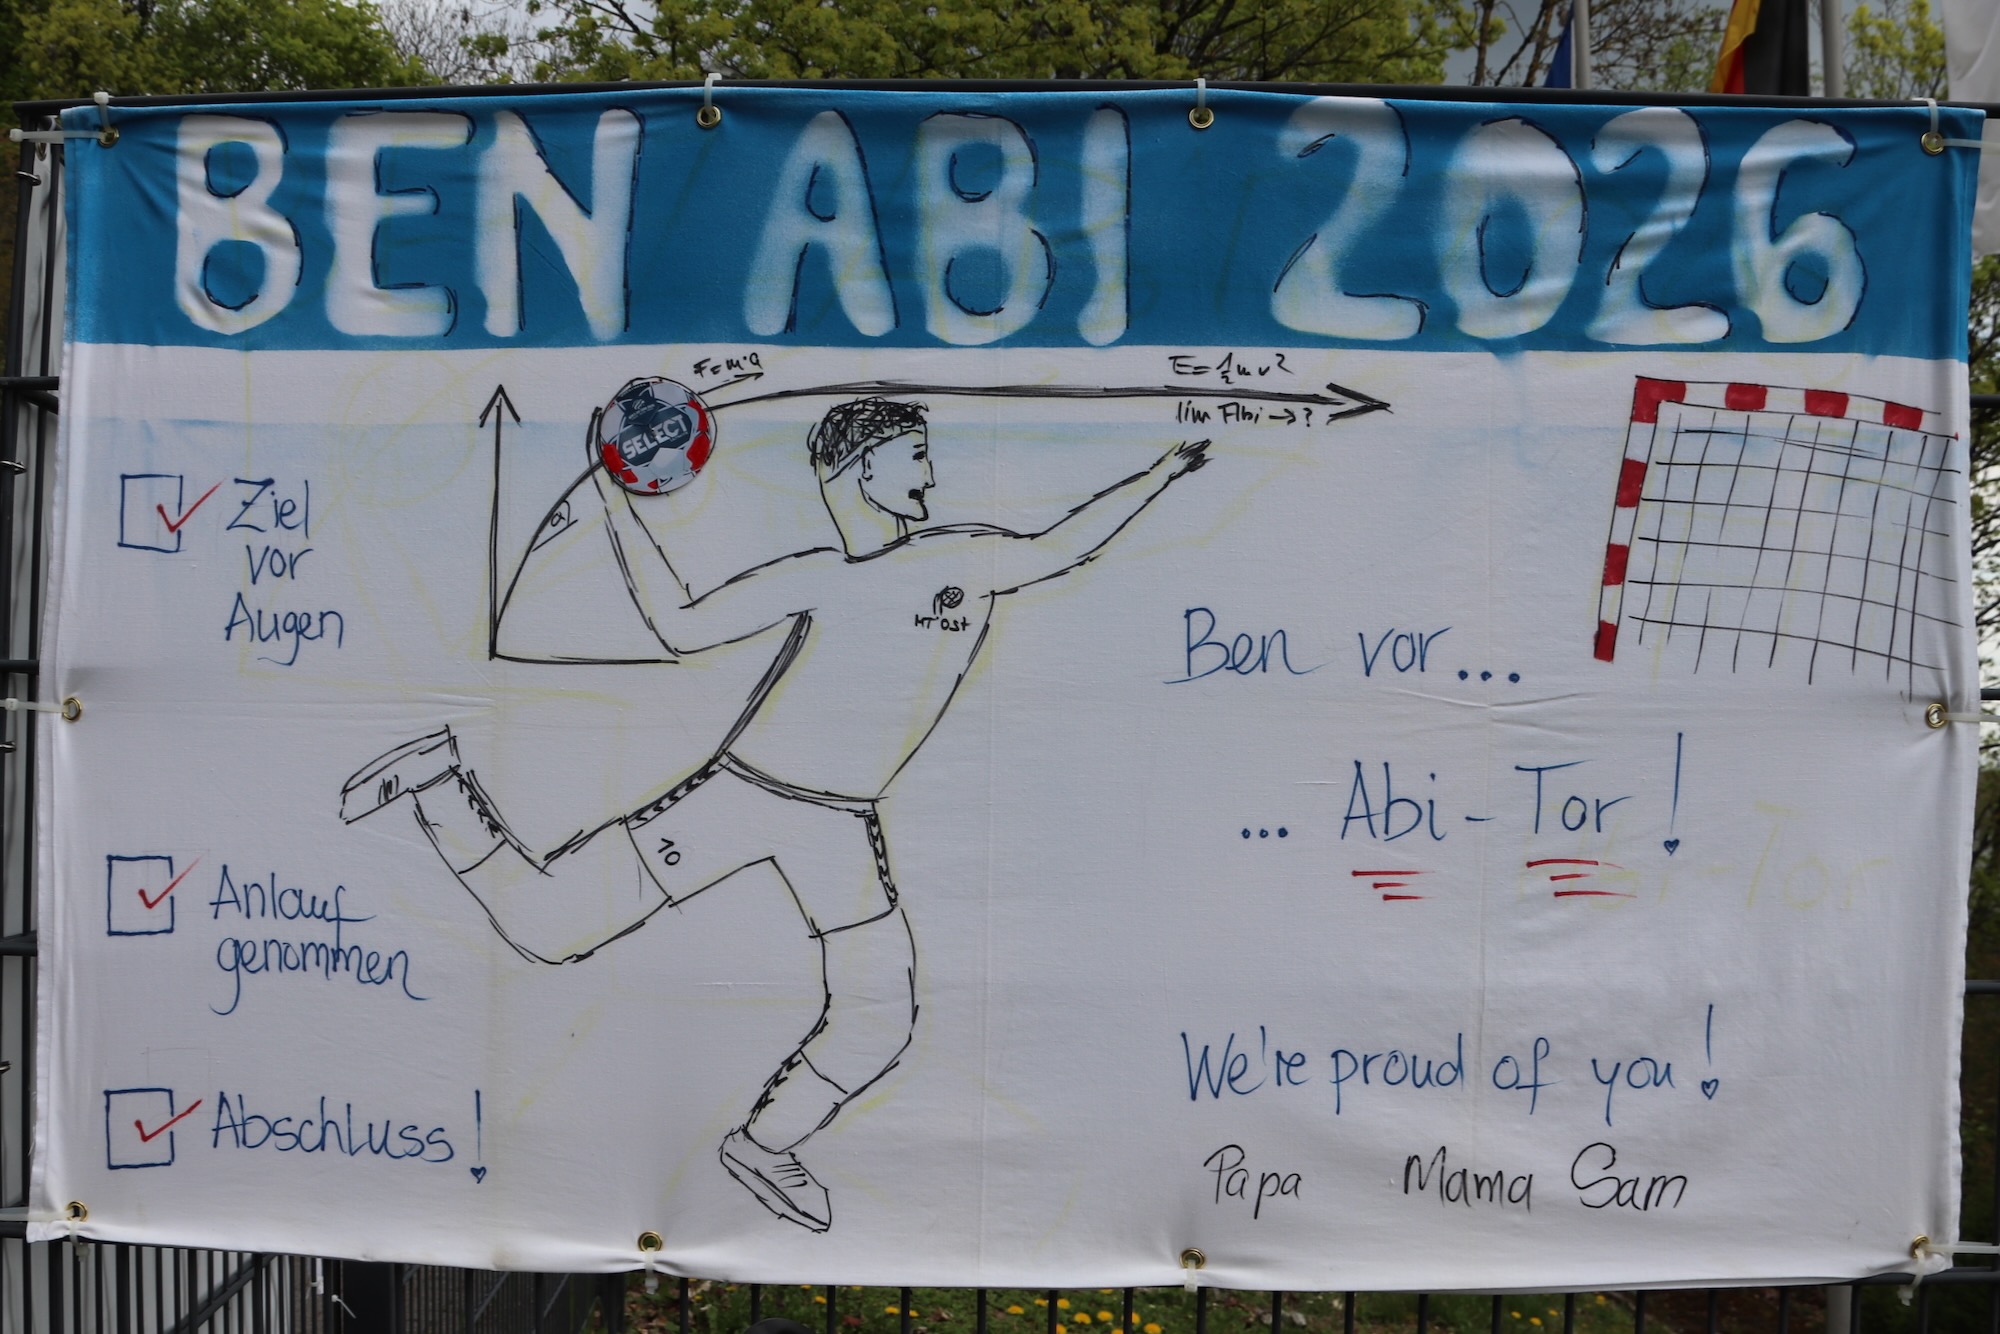 BEN ABI 2026
F=m·a
E=½mv²
lim Abi→?
SELECT
α
Ziel
vor
Augen
HT Ost
Ben vor...
... Abi-Tor!
10
Anlauf
genommen
Abschluss!
We're proud of you!
Papa Mama Sam